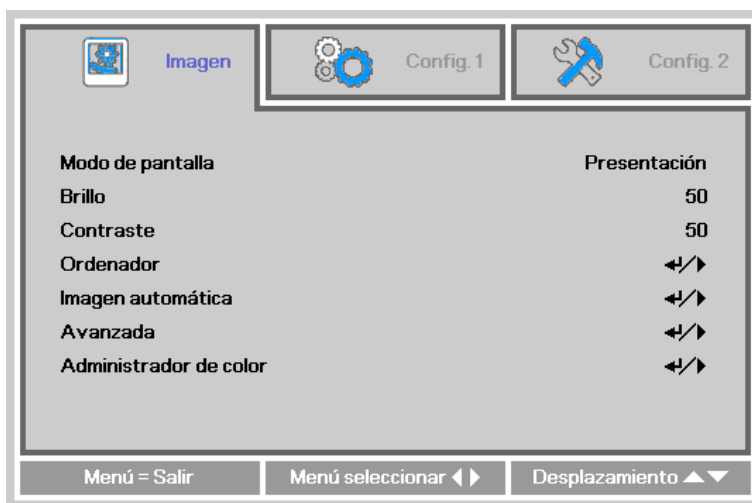 Imagen
Config. 1
Config. 2
Modo de pantalla Presentación
Brillo 50
Contraste 50
Ordenador ↵/▶
Imagen automática ↵/▶
Avanzada ↵/▶
Administrador de color ↵/▶
Menú = Salir
Menú seleccionar ◀ ▶
Desplazamiento ▲▼